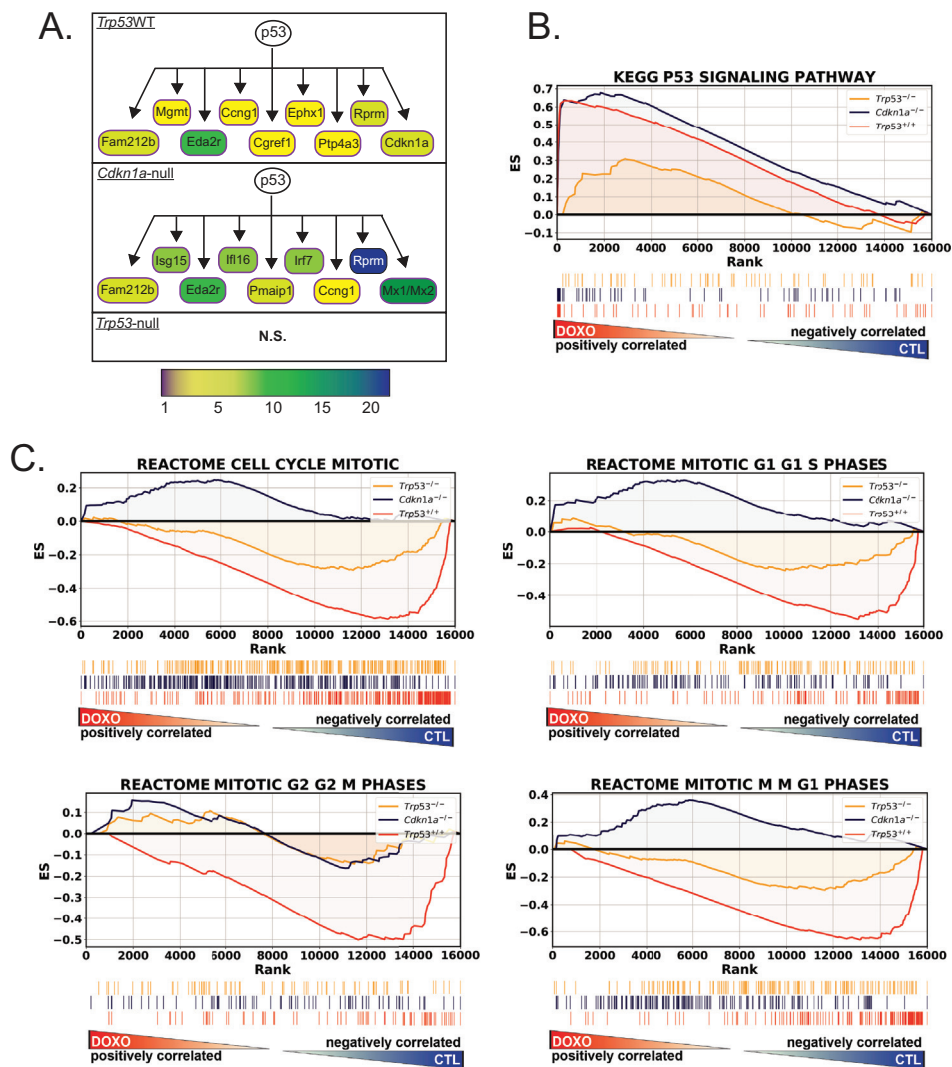 A.
Trp53WT
p53
Mgmt Ccng1 Ephx1 Rprm
Fam212b Eda2r Cgref1 Ptp4a3 Cdkn1a
Cdkn1a-null
p53
Isg15 Ifl16 Irf7 Rprm
Fam212b Eda2r Pmaip1 Ccng1 Mx1/Mx2
Trp53-null
N.S.
1 5 10 15 20
B.
KEGG P53 SIGNALING PATHWAY
Trp53−/−
Cdkn1a−/−
Trp53+/+
0.7
0.6
0.5
0.4
0.3
0.2
0.1
0.0
−0.1
ES
0 2000 4000 6000 8000 10000 12000 14000 16000
Rank
DOXO negatively correlated
positively correlated CTL
C.
REACTOME CELL CYCLE MITOTIC
Trp53−/−
Cdkn1a−/−
Trp53+/+
0.2
0.0
−0.2
−0.4
−0.6
ES
0 2000 4000 6000 8000 10000 12000 14000 16000
Rank
DOXO negatively correlated
positively correlated CTL
REACTOME MITOTIC G1 G1 S PHASES
Trp53−/−
Cdkn1a−/−
Trp53+/+
0.2
0.0
−0.2
−0.4
ES
0 2000 4000 6000 8000 10000 12000 14000 16000
Rank
DOXO negatively correlated
positively correlated CTL
REACTOME MITOTIC G2 G2 M PHASES
Trp53−/−
Cdkn1a−/−
Trp53+/+
0.1
0.0
−0.1
−0.2
−0.3
−0.4
−0.5
ES
0 2000 4000 6000 8000 10000 12000 14000 16000
Rank
DOXO negatively correlated
positively correlated CTL
REACTOME MITOTIC M M G1 PHASES
Trp53−/−
Cdkn1a−/−
Trp53+/+
0.4
0.2
0.0
−0.2
−0.4
−0.6
ES
0 2000 4000 6000 8000 10000 12000 14000 16000
Rank
DOXO negatively correlated
positively correlated CTL